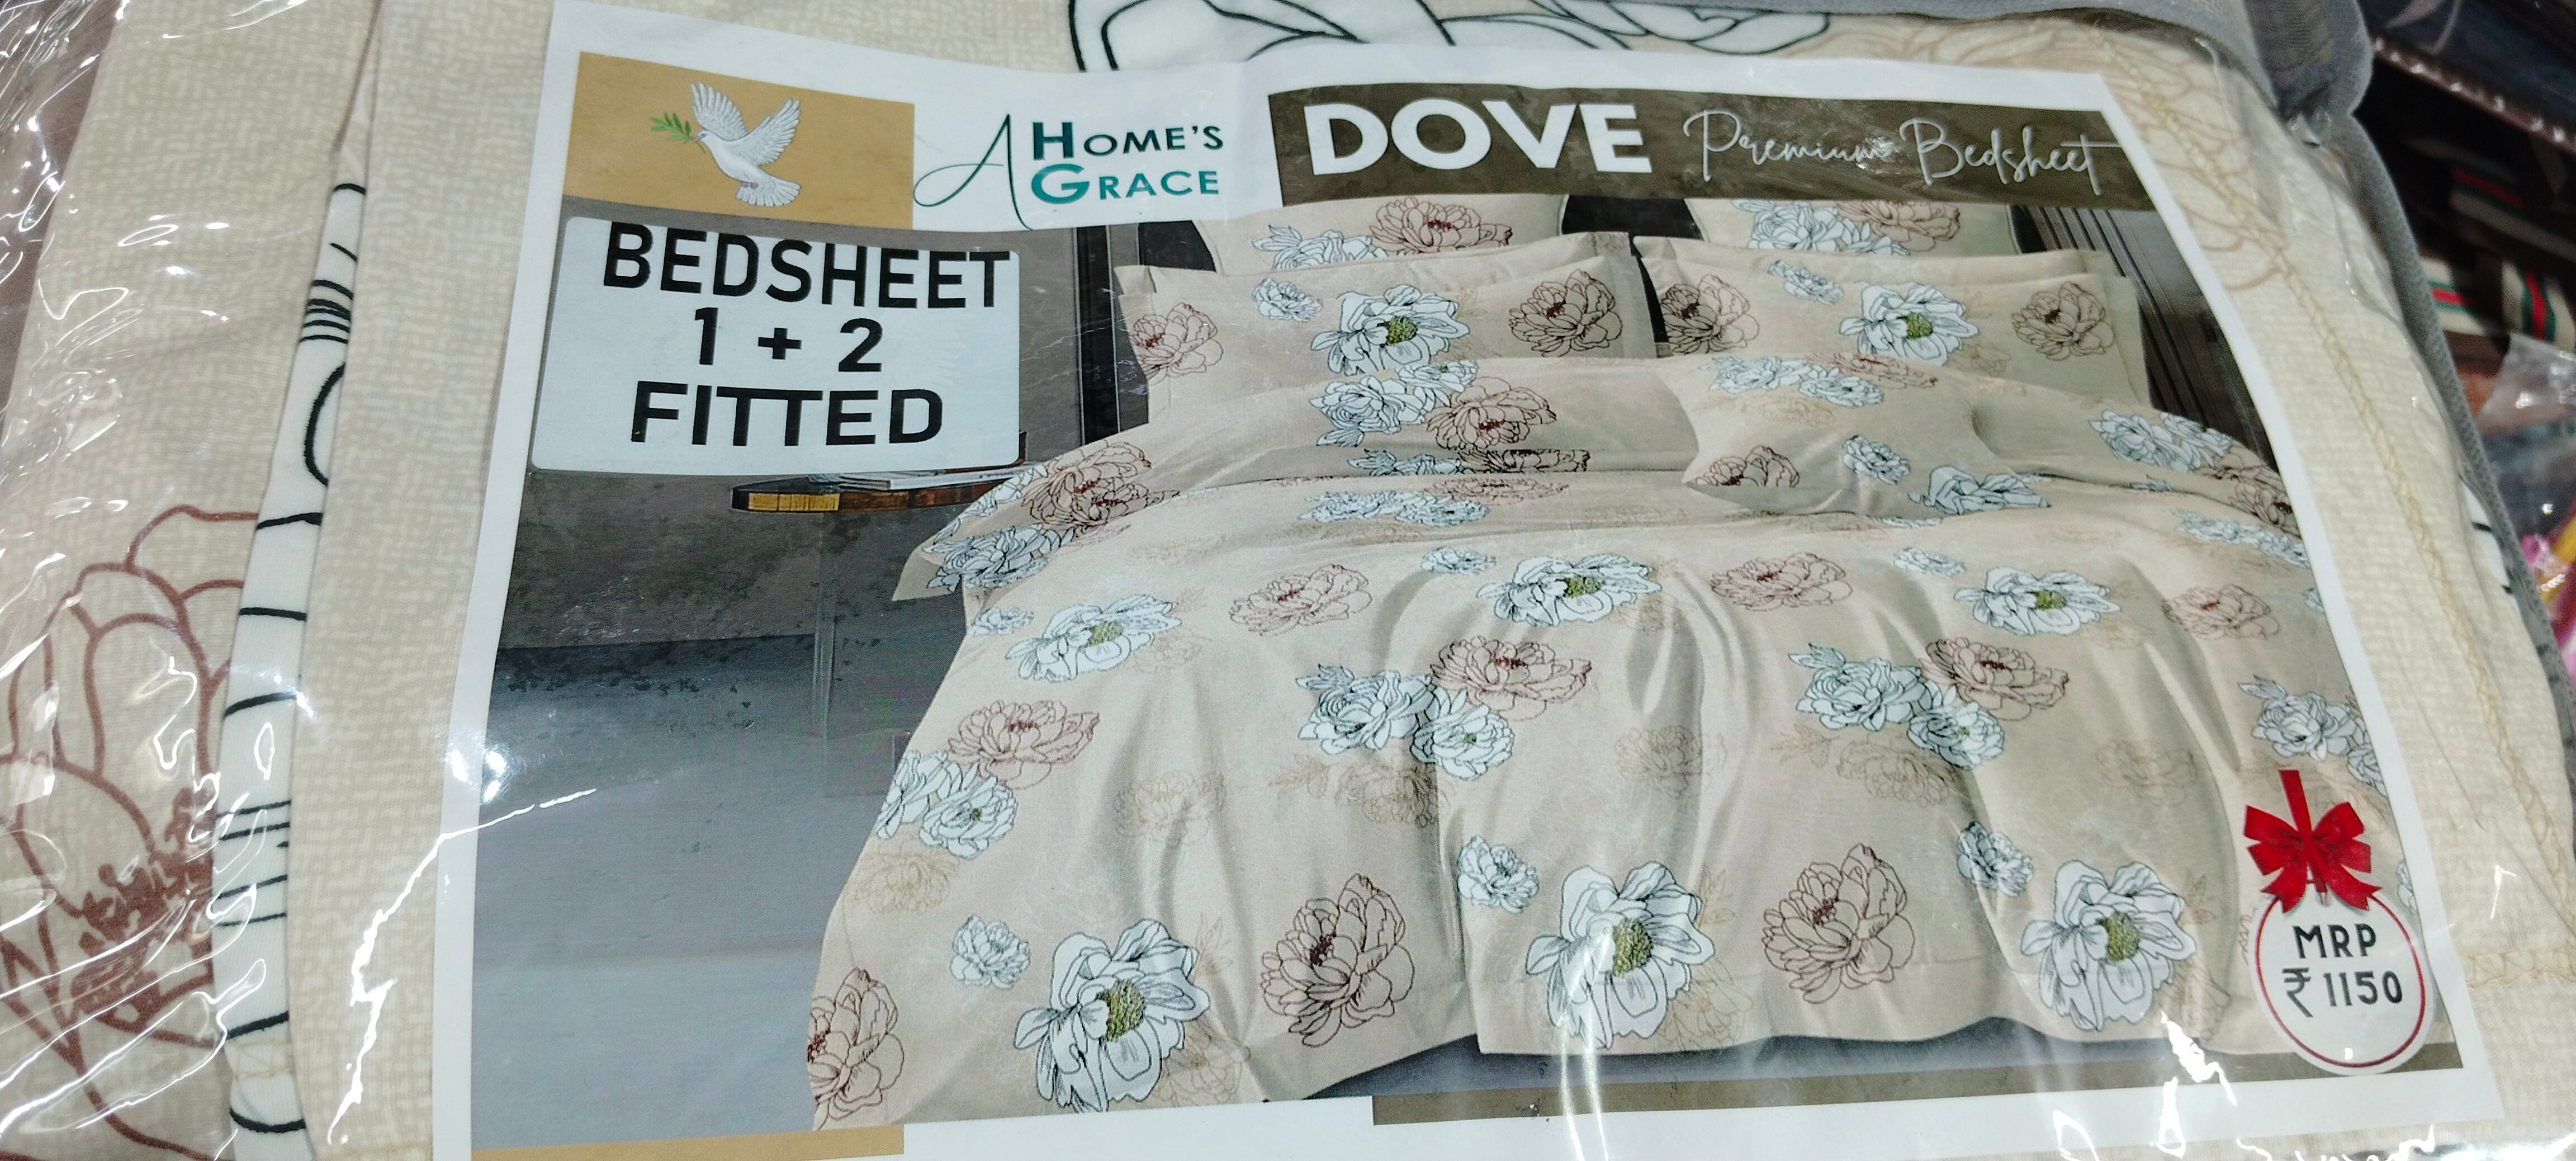 A HOME'S
GRACE
DOVE Premium Bedsheet
BEDSHEET
1 + 2
FITTED
MRP
₹ 1150